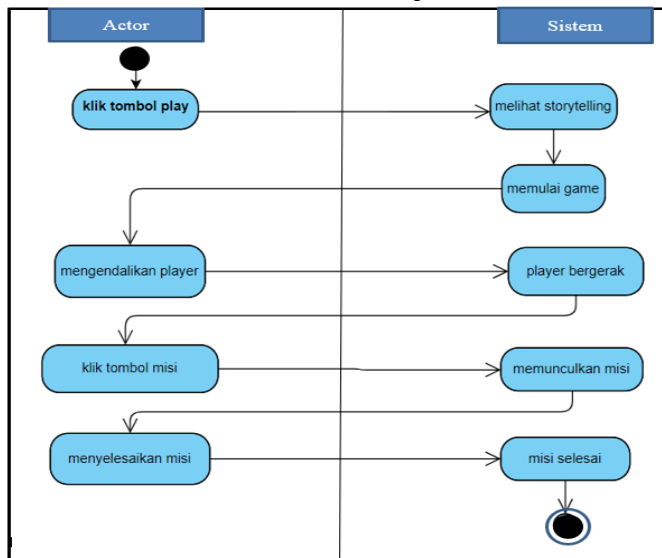 Actor
Sistem
klik tombol play
melihat storytelling
memulai game
mengendalikan player
player bergerak
klik tombol misi
memunculkan misi
menyelesaikan misi
misi selesai